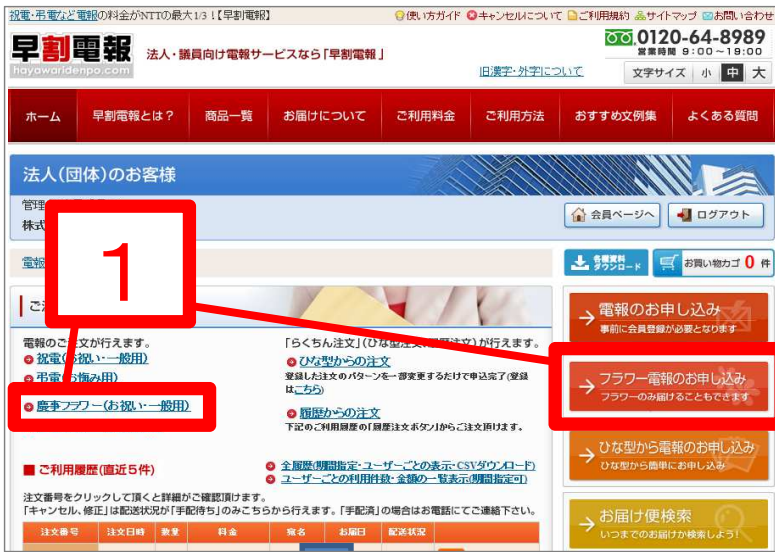 祝電・弔電など電報の料金がNTTの最大1/3！【早割電報】
使い方ガイド キャンセルについて ご利用規約 サイトマップ お問い合わせ
早割電報
hayawaridenpo.com
法人・議員向け電報サービスなら「早割電報」
0120-64-8989
営業時間 9:00～19:00
旧漢字・外字について
文字サイズ 小 中 大
ホーム 早割電報とは？ 商品一覧 お届けについて ご利用料金 ご利用方法 おすすめ文例集 よくある質問
法人(団体)のお客様
管理
株式
会員ページへ ログアウト
電報
各種資料
ダウンロード
お買い物カゴ 0 件
1
電報のお申し込み
事前に会員登録が必要となります
電報のご注文が行えます。
祝電(お祝い・一般用)
弔電(お悔み用)
慶事フラワー(お祝い・一般用)
「らくちん注文」(ひな型注文・履歴注文)が行えます。
ひな型からの注文
登録した注文のパターンを一部変更するだけで申込完了(登録
はこちら)
履歴からの注文
下記のご利用履歴の「履歴注文ボタン」からご注文頂けます。
フラワー電報のお申し込み
フラワーのみ届けることもできます
ひな型から電報のお申し込み
ひな型から簡単にお申し込み
■ご利用履歴(直近5件)
全履歴(期間指定・ユーザーごとの表示・CSVダウンロード)
ユーザーごとの利用件数・金額の一覧表示(期間指定可)
注文番号をクリックして頂くと詳細がご確認頂けます。
「キャンセル、修正」は配送状況が「手配待ち」のみこちらから行えます。「手配済」の場合はお電話にてご連絡下さい。
注文番号 注文日時 数量 料金 宛名 お届日 配送状況
お届け便検索
いつまでのお届けか検索しよう！